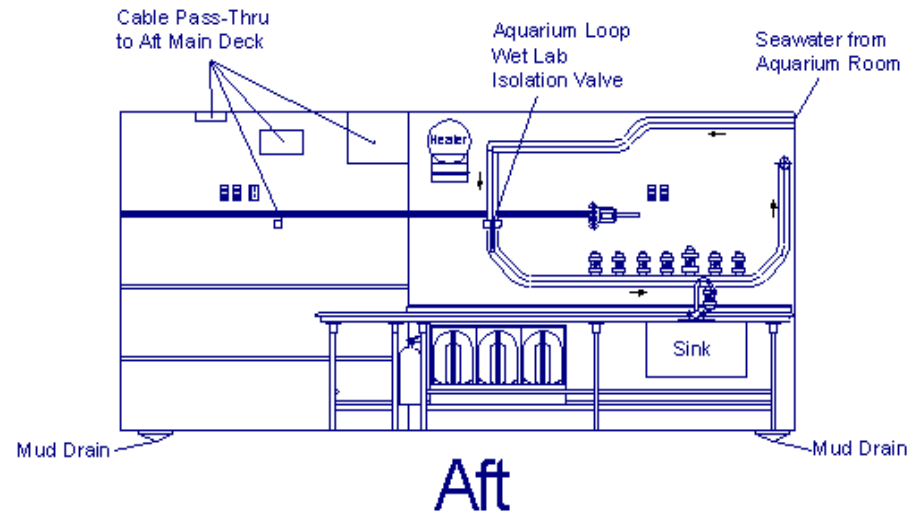 Cable Pass-Thru
to Aft Main Deck
Aquarium Loop
Wet Lab
Isolation Valve
Seawater from
Aquarium Room
Heater
Sink
Mud Drain
Mud Drain
Aft